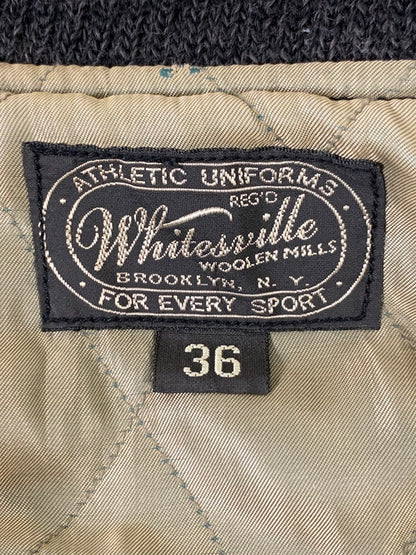 · ATHLETIC UNIFORMS ·
REG'D
Whitesville
WOOLEN MILLS
BROOKLYN, N. Y.
FOR EVERY SPORT
36